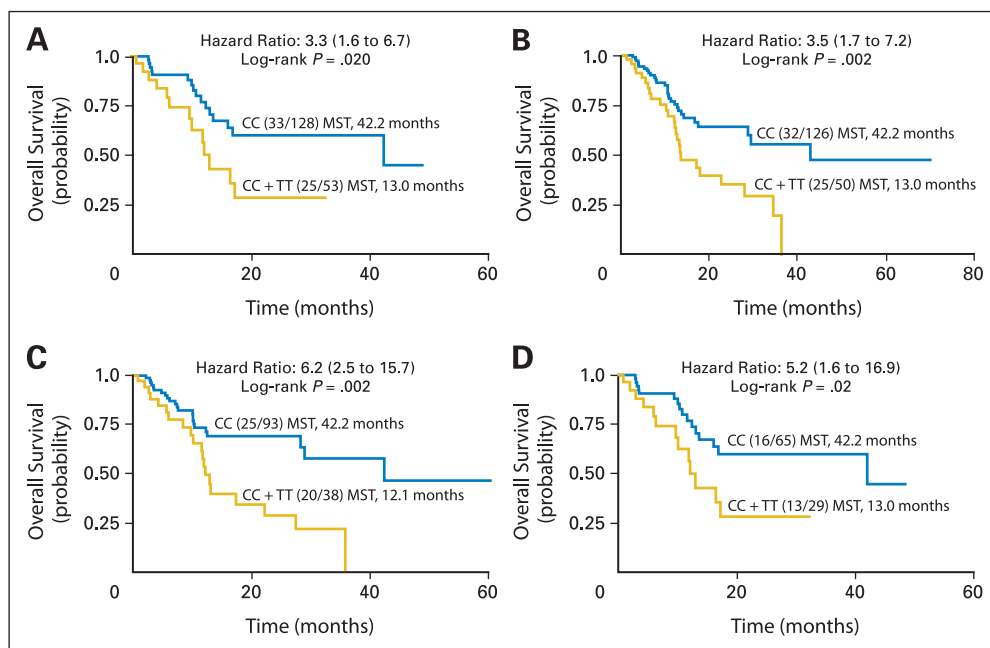 A
Hazard Ratio: 3.3 (1.6 to 6.7)
Log-rank P = .020
Overall Survival
(probability)
1.0
0.75
0.50
0.25
0
CC (33/128) MST, 42.2 months
CC + TT (25/53) MST, 13.0 months
20
40
60
Time (months)
B
Hazard Ratio: 3.5 (1.7 to 7.2)
Log-rank P = .002
Overall Survival
(probability)
1.0
0.75
0.50
0.25
0
CC (32/126) MST, 42.2 months
CC + TT (25/50) MST, 13.0 months
20
40
60
80
Time (months)
C
Hazard Ratio: 6.2 (2.5 to 15.7)
Log-rank P = .002
Overall Survival
(probability)
1.0
0.75
0.50
0.25
0
CC (25/93) MST, 42.2 months
CC + TT (20/38) MST, 12.1 months
20
40
60
Time (months)
D
Hazard Ratio: 5.2 (1.6 to 16.9)
Log-rank P = .02
Overall Survival
(probability)
1.0
0.75
0.50
0.25
0
CC (16/65) MST, 42.2 months
CC + TT (13/29) MST, 13.0 months
20
40
60
Time (months)